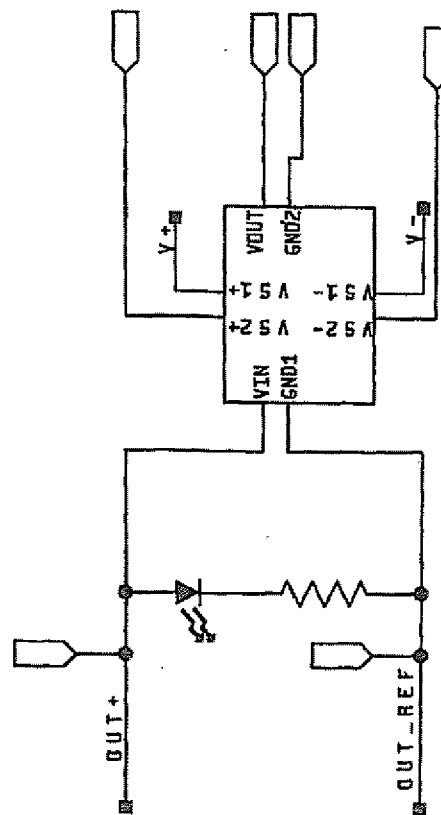 V+
V-
VOUT
GND2
VS1+
VS2+
VS1-
VS2-
VIN
GND1
OUT+
OUT_REF